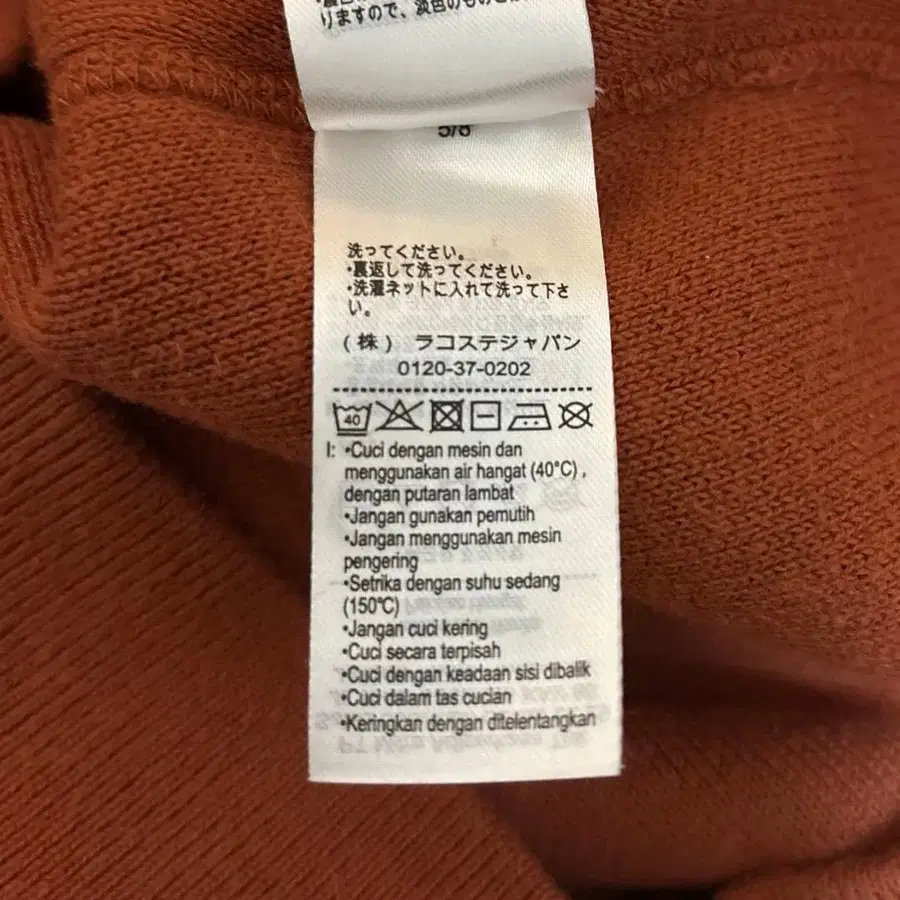 りますので、淡色のものと
5/8
洗ってください。
・裏返して洗ってください。
・洗濯ネットに入れて洗って下さ
い。
(株) ラコステジャパン
0120-37-0202
40
I: •Cuci dengan mesin dan
menggunakan air hangat (40°C) ,
dengan putaran lambat
•Jangan gunakan pemutih
•Jangan menggunakan mesin
pengering
•Setrika dengan suhu sedang
(150°C)
•Jangan cuci kering
•Cuci secara terpisah
•Cuci dengan keadaan sisi dibalik
•Cuci dalam tas cucian
•Keringkan dengan ditelentangkan